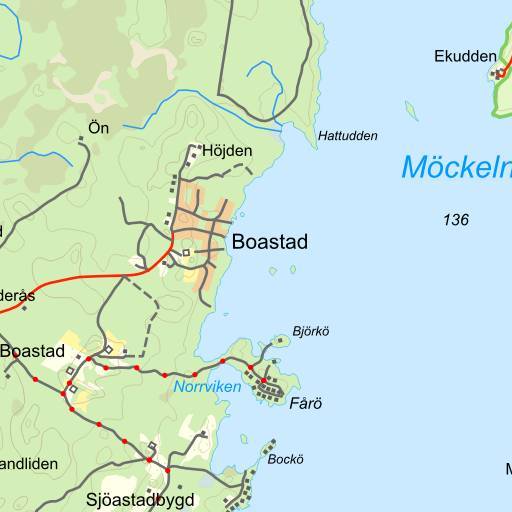 Ekudden
Ön
Hattudden
Höjden
Möckeln
136
Boastad
derås
Björkö
Boastad
Norrviken
Fårö
Bockö
andliden
Sjöastadbygd